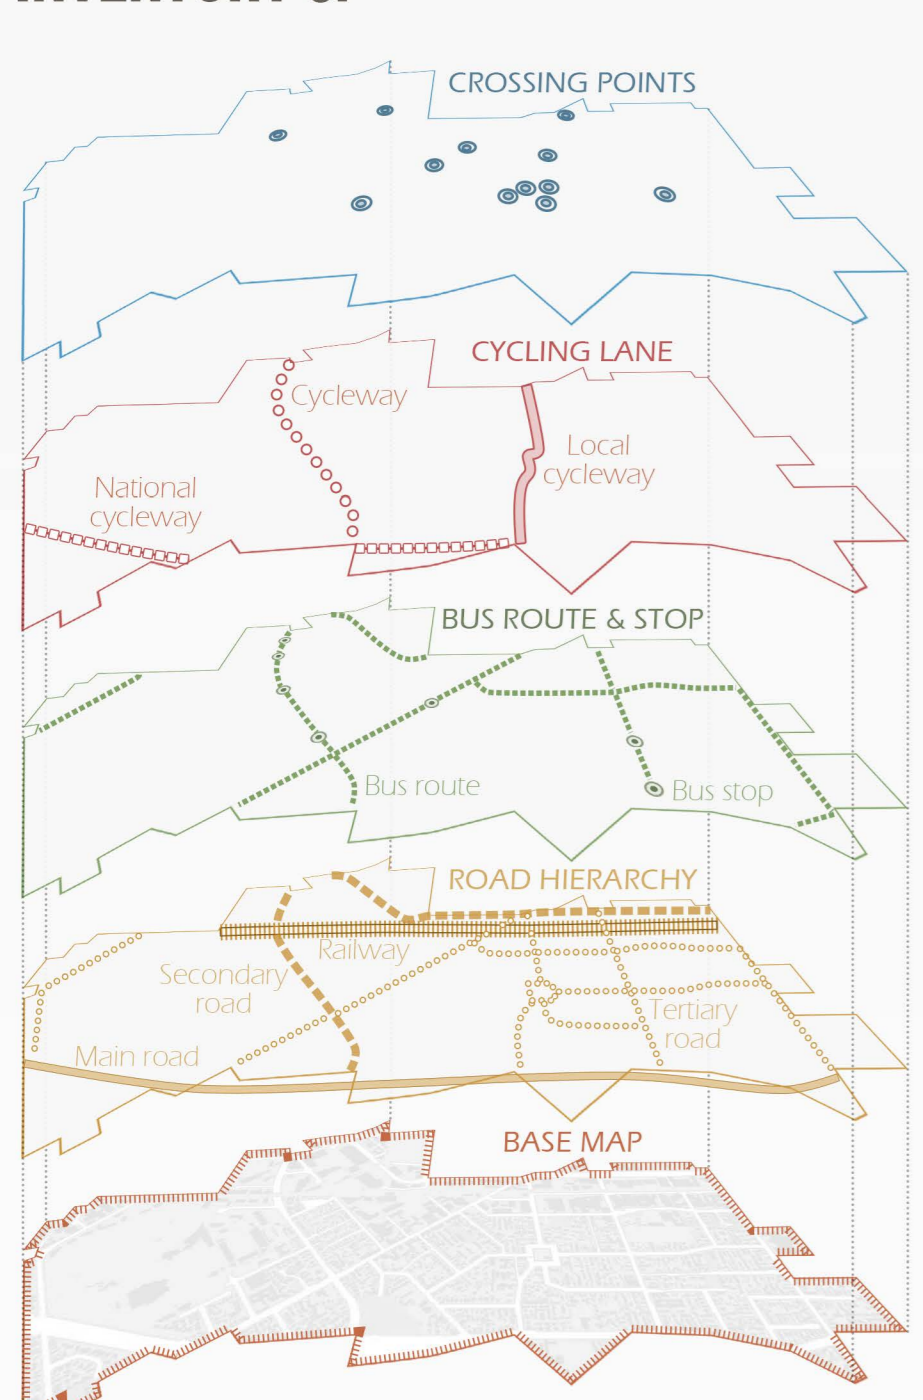 CROSSING POINTS
CYCLING LANE
Cycleway
Local
cycleway
National
cycleway
BUS ROUTE & STOP
Bus route
Bus stop
ROAD HIERARCHY
Railway
Secondary
road
Tertiary
road
Main road
BASE MAP